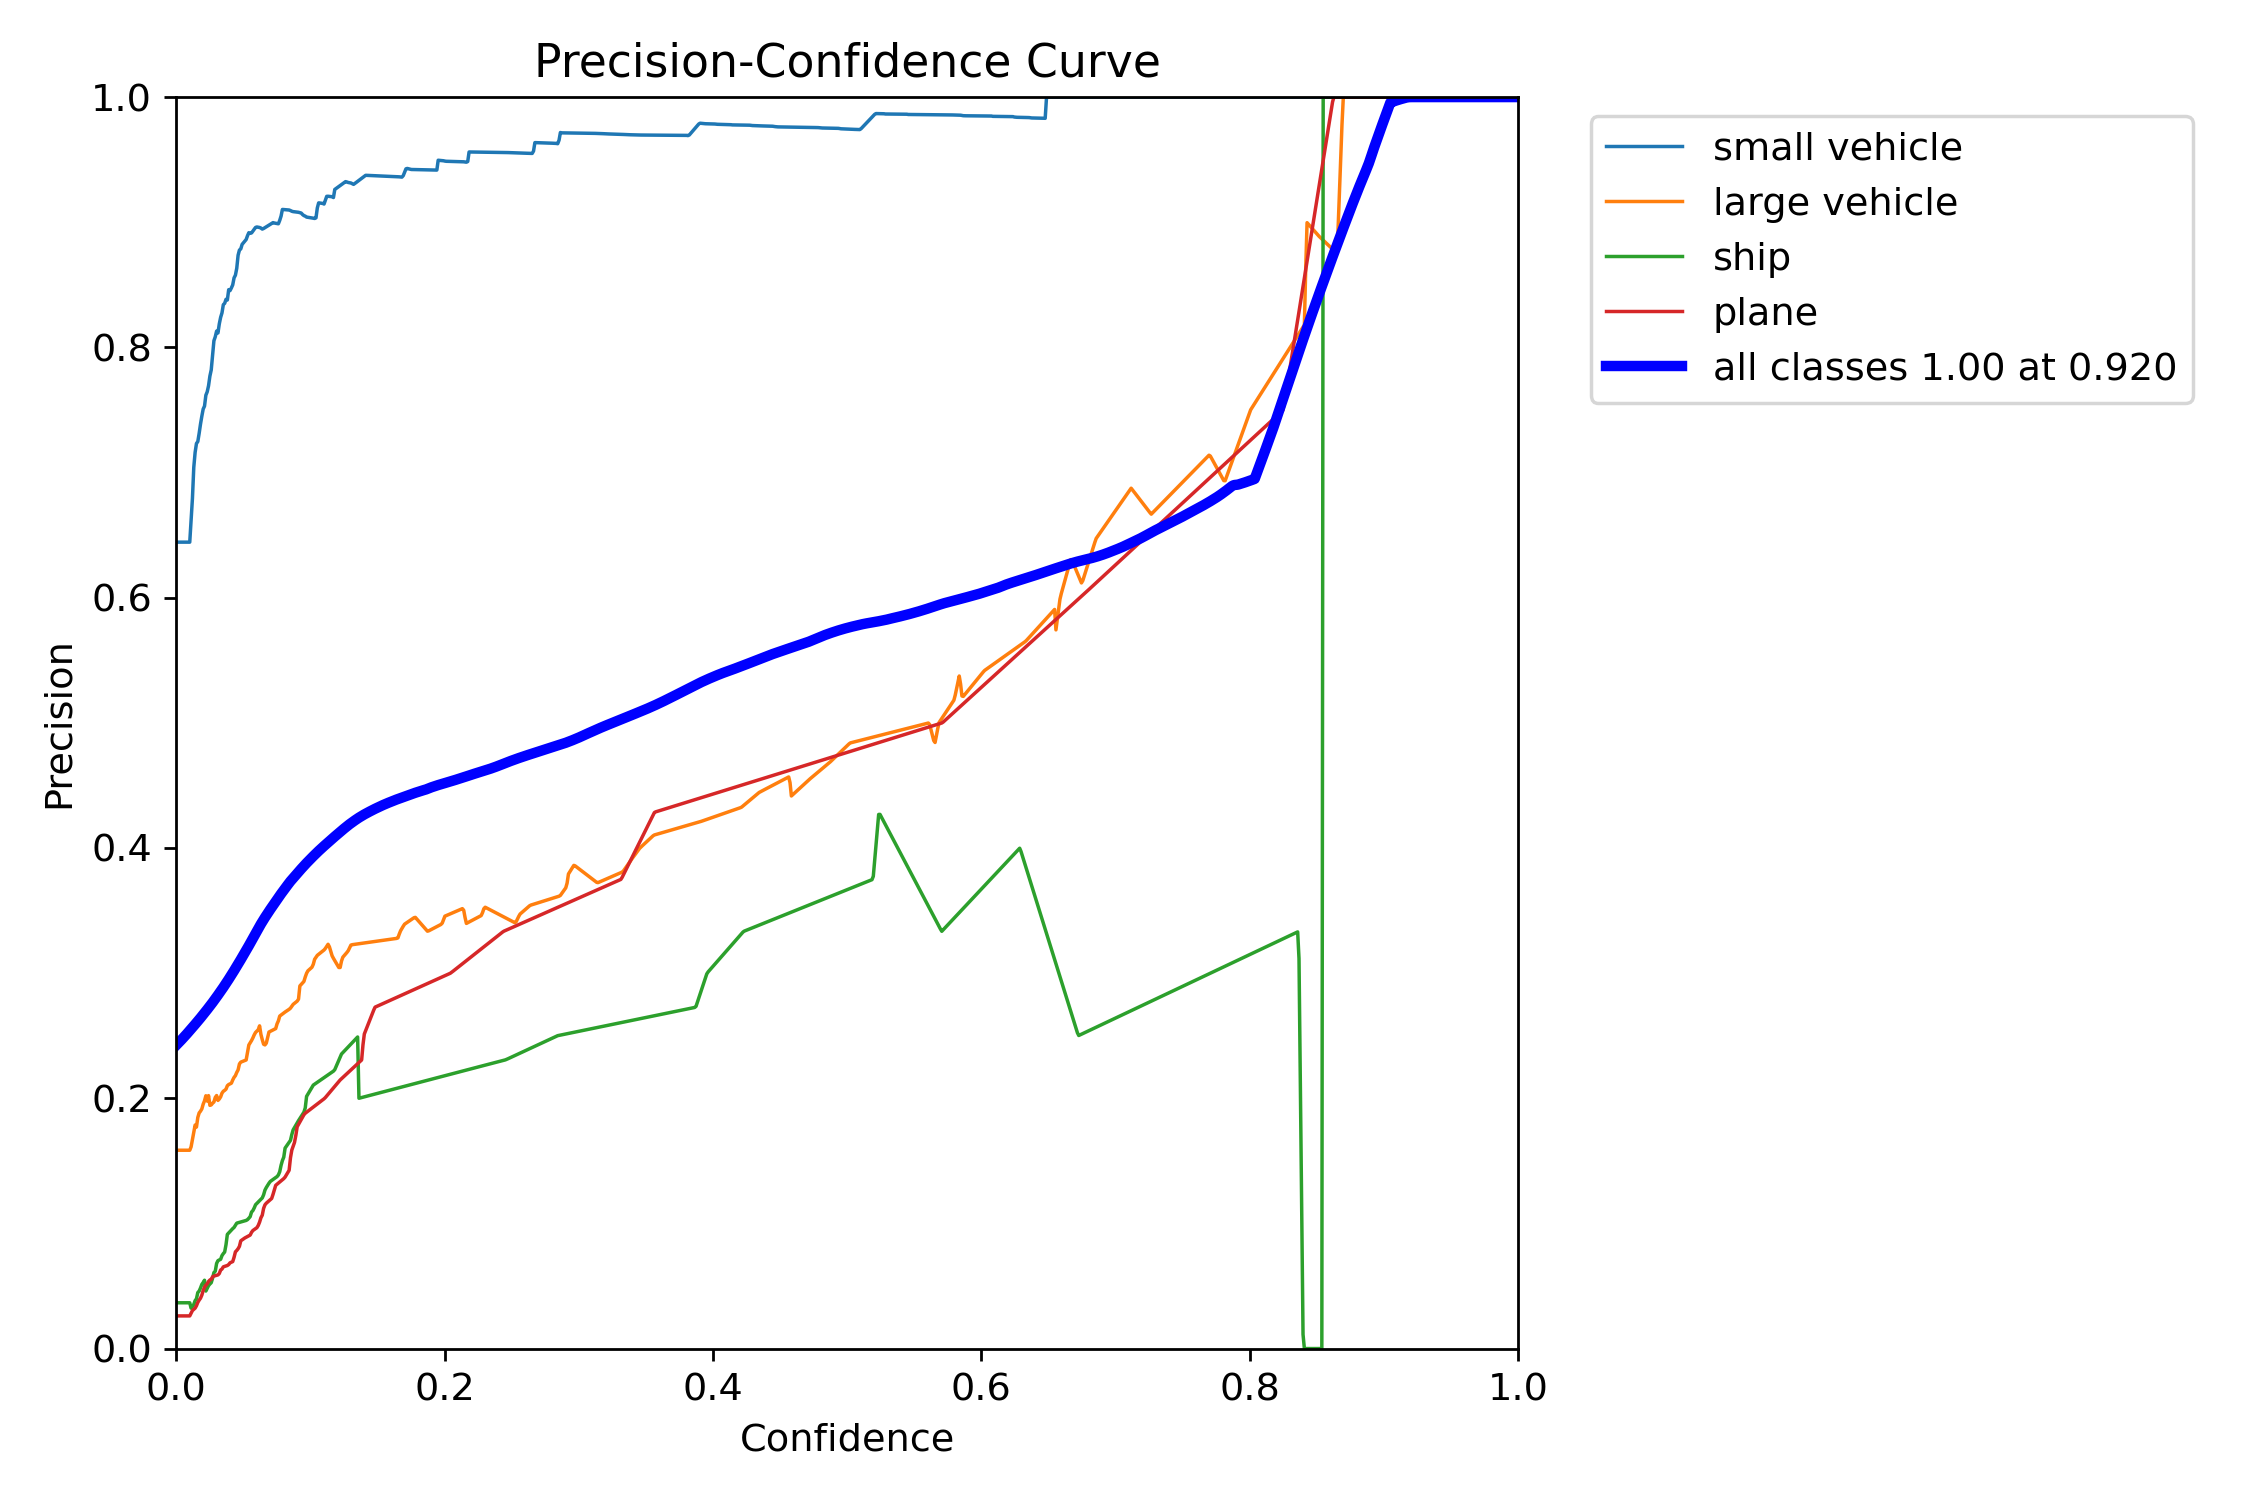 Precision-Confidence Curve
1.0
0.8
0.6
0.4
0.2
0.0
Precision
0.0 0.2 0.4 0.6 0.8 1.0
Confidence
small vehicle
large vehicle
ship
plane
all classes 1.00 at 0.920